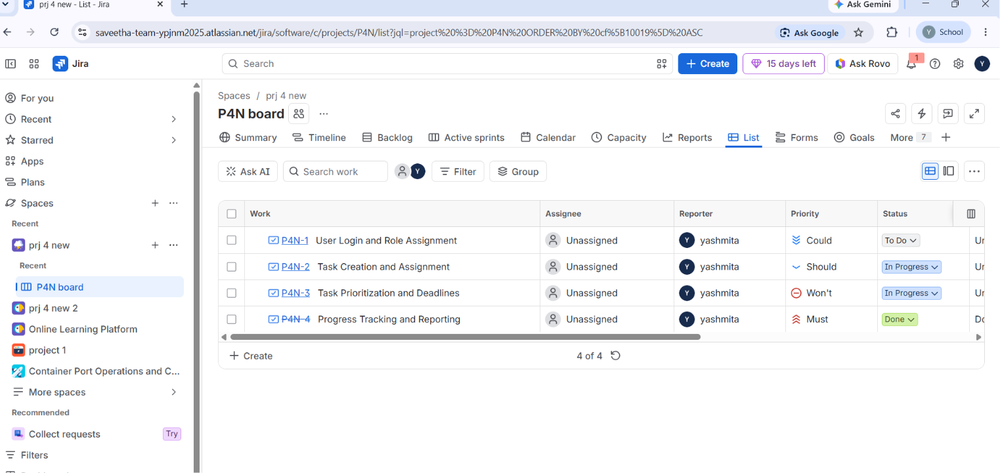 prj 4 new - List - Jira
Ask Gemini
saveetha-team-ypjnm2025.atlassian.net/jira/software/c/projects/P4N/list?jql=project%20%3D%20P4N%20ORDER%20BY%20cf%5B10019%5D%20ASC
Ask Google
Y School
Jira
Search
Create
15 days left
Ask Rovo
1
Y
For you
Recent
Starred
Apps
Plans
Spaces
Recent
prj 4 new
Recent
P4N board
prj 4 new 2
Online Learning Platform
project 1
Container Port Operations and C...
More spaces
Recommended
Collect requests Try
Filters
Spaces / prj 4 new
P4N board
Summary Timeline Backlog Active sprints Calendar Capacity Reports List Forms Goals More 7
Ask AI Search work Y Filter Group
Work Assignee Reporter Priority Status
P4N-1 User Login and Role Assignment Unassigned Y yashmita Could To Do Ur
P4N-2 Task Creation and Assignment Unassigned Y yashmita Should In Progress Ur
P4N-3 Task Prioritization and Deadlines Unassigned Y yashmita Won't In Progress Ur
P4N-4 Progress Tracking and Reporting Unassigned Y yashmita Must Done Do
Create 4 of 4